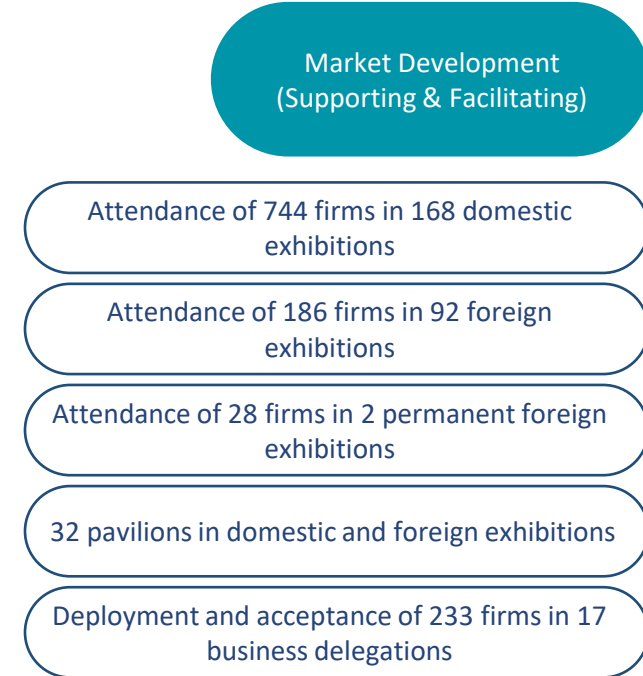 Market Development
(Supporting & Facilitating)
Attendance of 744 firms in 168 domestic
exhibitions
Attendance of 186 firms in 92 foreign
exhibitions
Attendance of 28 firms in 2 permanent foreign
exhibitions
32 pavilions in domestic and foreign exhibitions
Deployment and acceptance of 233 firms in 17
business delegations